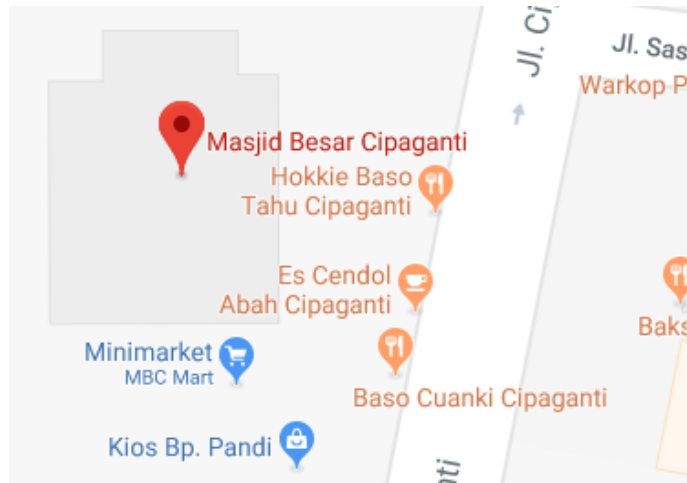 Jl. Ci
Jl. Sas
Warkop P
Masjid Besar Cipaganti
Hokkie Baso
Tahu Cipaganti
Es Cendol
Abah Cipaganti
Baks
Minimarket
MBC Mart
Baso Cuanki Cipaganti
Kios Bp. Pandi
nti